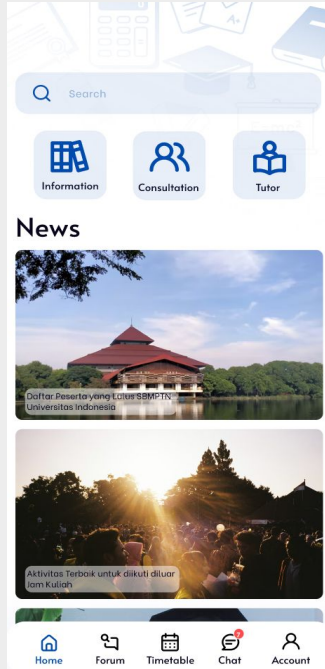 Search
Information
Consultation
Tutor
News
Daftar Peserta yang Lulus SBMPTN
Universitas Indonesia
Aktivitas Terbaik untuk diikuti diluar
Jam Kuliah
Home
Forum
Timetable
Chat
Account